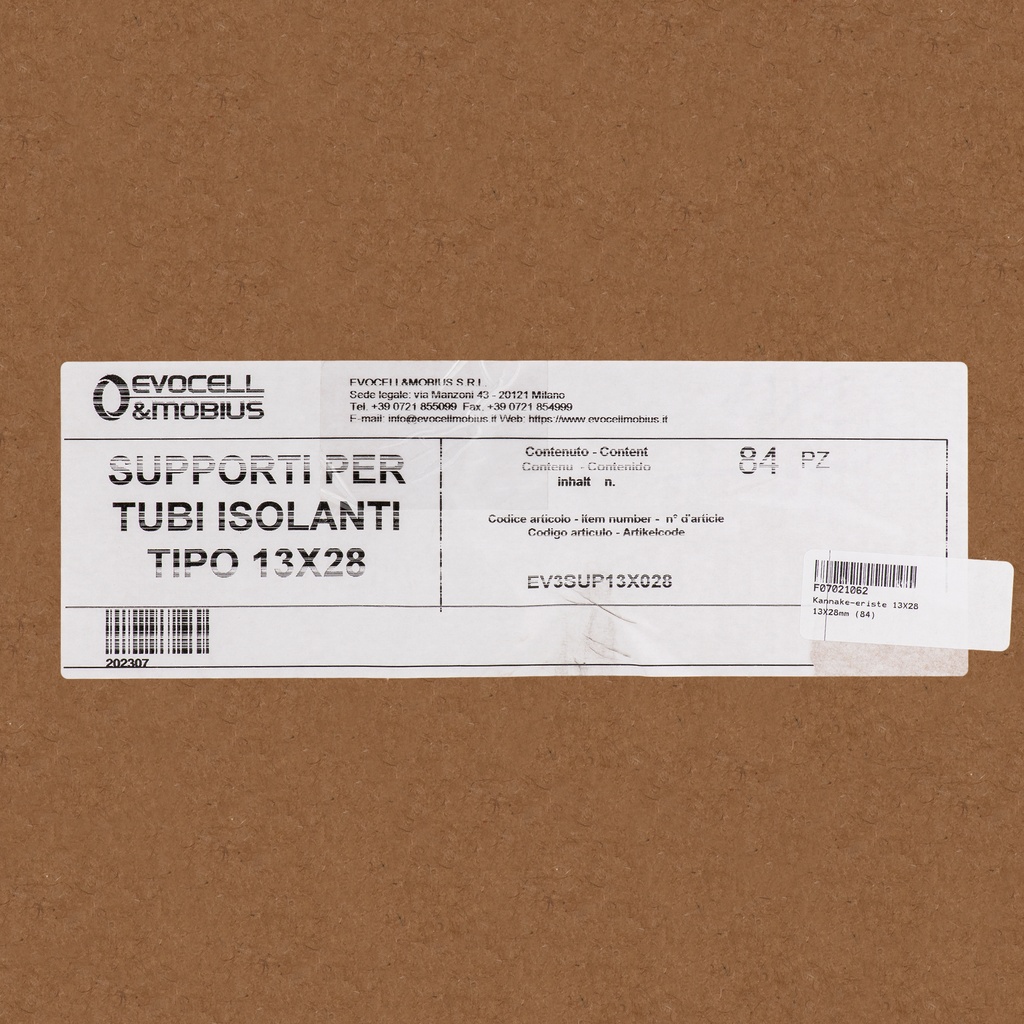 EVOCELL
&MOBIUS
EVOCELL&MOBIUS S.R.L.
Sede legale: via Manzoni 43 - 20121 Milano
Tel. +39 0721 855099 Fax. +39 0721 854999
E-mail: info@evocellmobius.it Web: https://www.evocellmobius.it
SUPPORTI PER
TUBI ISOLANTI
TIPO 13X28
Contenuto - Content
Contenu - Contenido
inhalt n.
84 PZ
Codice articolo - item number - n° d'article
Codigo articulo - Artikelcode
EV3SUP13X028
202307
F07021062
Kannake-eriste 13X28
13X28mm (84)